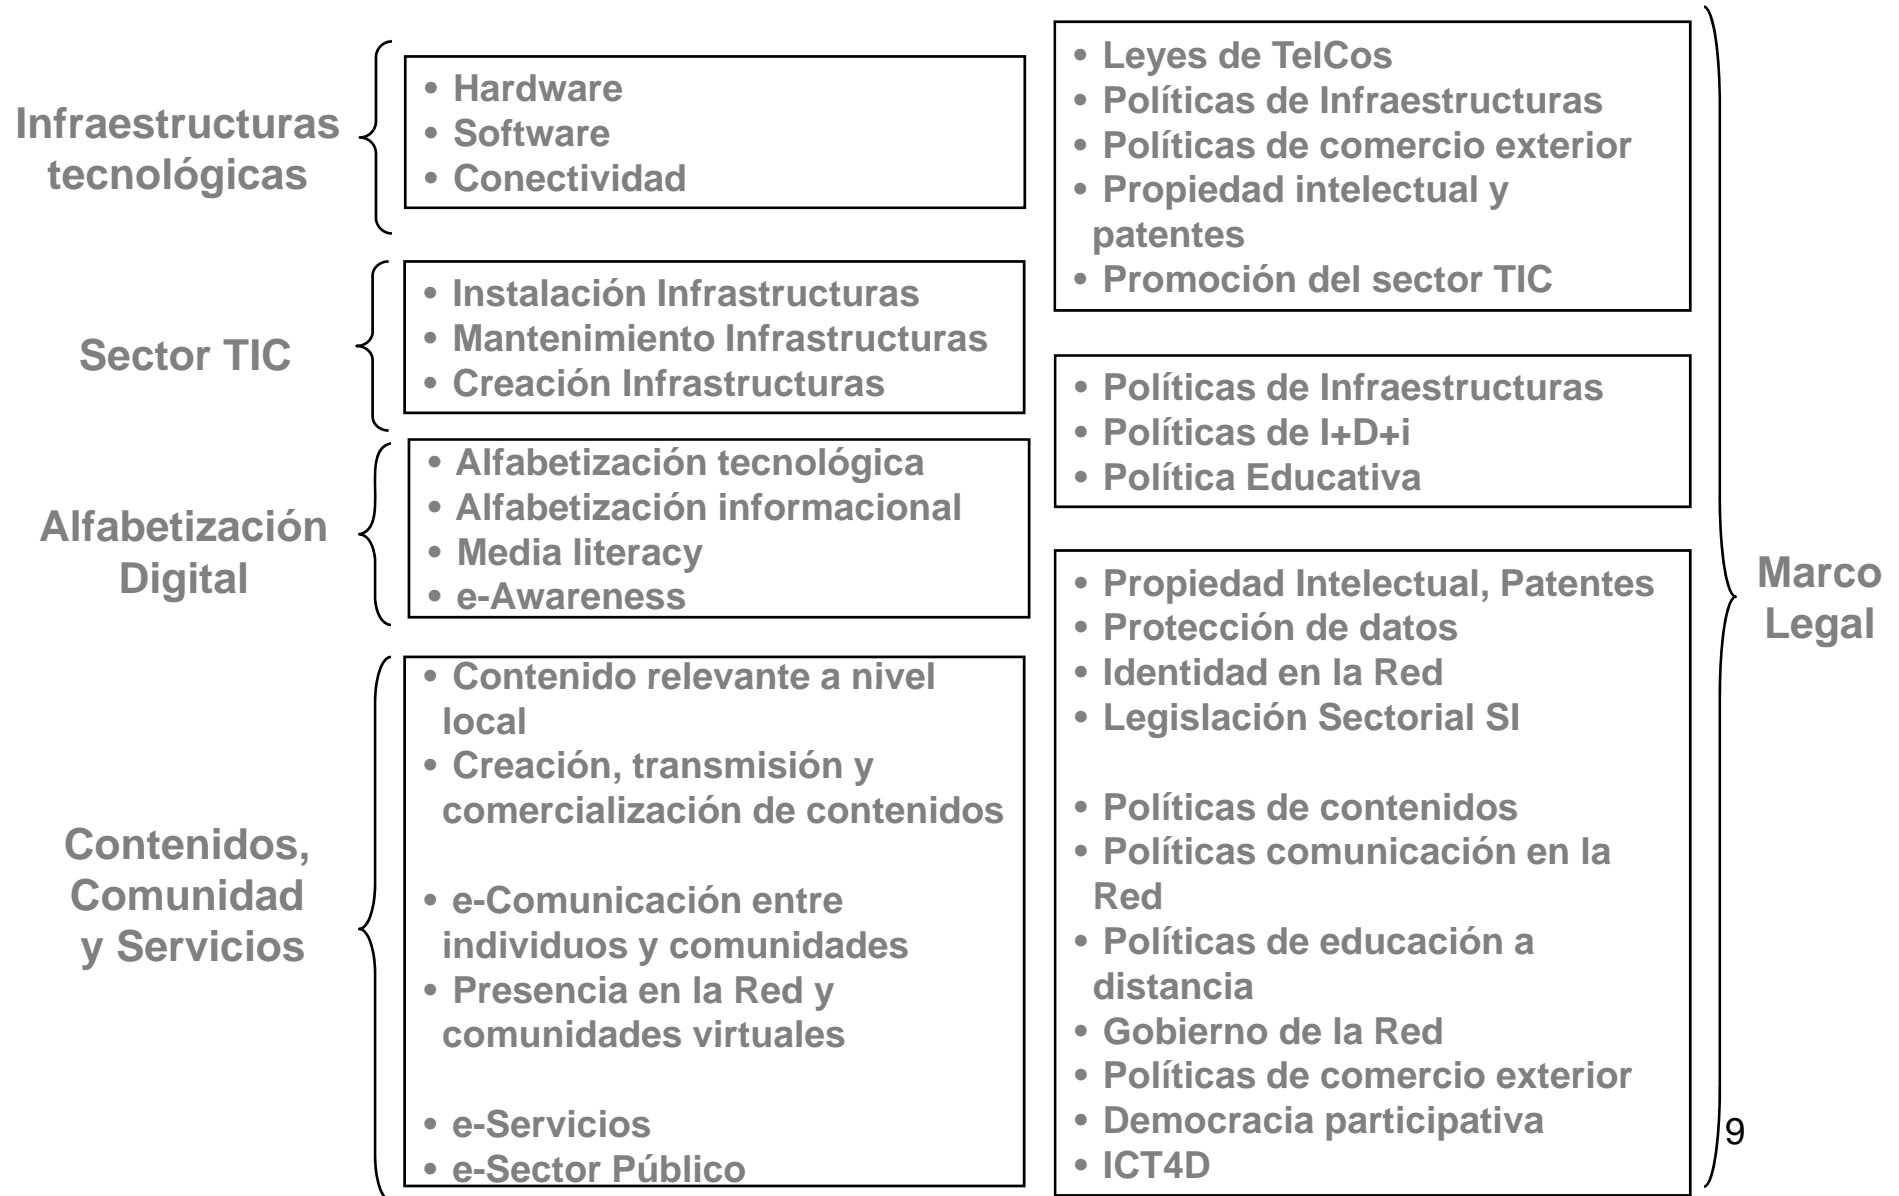 Infraestructuras
tecnológicas
• Hardware
• Software
• Conectividad
Sector TIC
• Instalación Infrastructuras
• Mantenimiento Infrastructuras
• Creación Infrastructuras
Alfabetización
Digital
• Alfabetización tecnológica
• Alfabetización informacional
• Media literacy
• e-Awareness
Contenidos,
Comunidad
y Servicios
• Contenido relevante a nivel
local
• Creación, transmisión y
comercialización de contenidos
• e-Comunicación entre
individuos y comunidades
• Presencia en la Red y
comunidades virtuales
• e-Servicios
• e-Sector Público
• Leyes de TelCos
• Políticas de Infraestructuras
• Políticas de comercio exterior
• Propiedad intelectual y
patentes
• Promoción del sector TIC
• Políticas de Infraestructuras
• Políticas de I+D+i
• Política Educativa
• Propiedad Intelectual, Patentes
• Protección de datos
• Identidad en la Red
• Legislación Sectorial SI
• Políticas de contenidos
• Políticas comunicación en la
Red
• Políticas de educación a
distancia
• Gobierno de la Red
• Políticas de comercio exterior
• Democracia participativa
• ICT4D
Marco
Legal
9